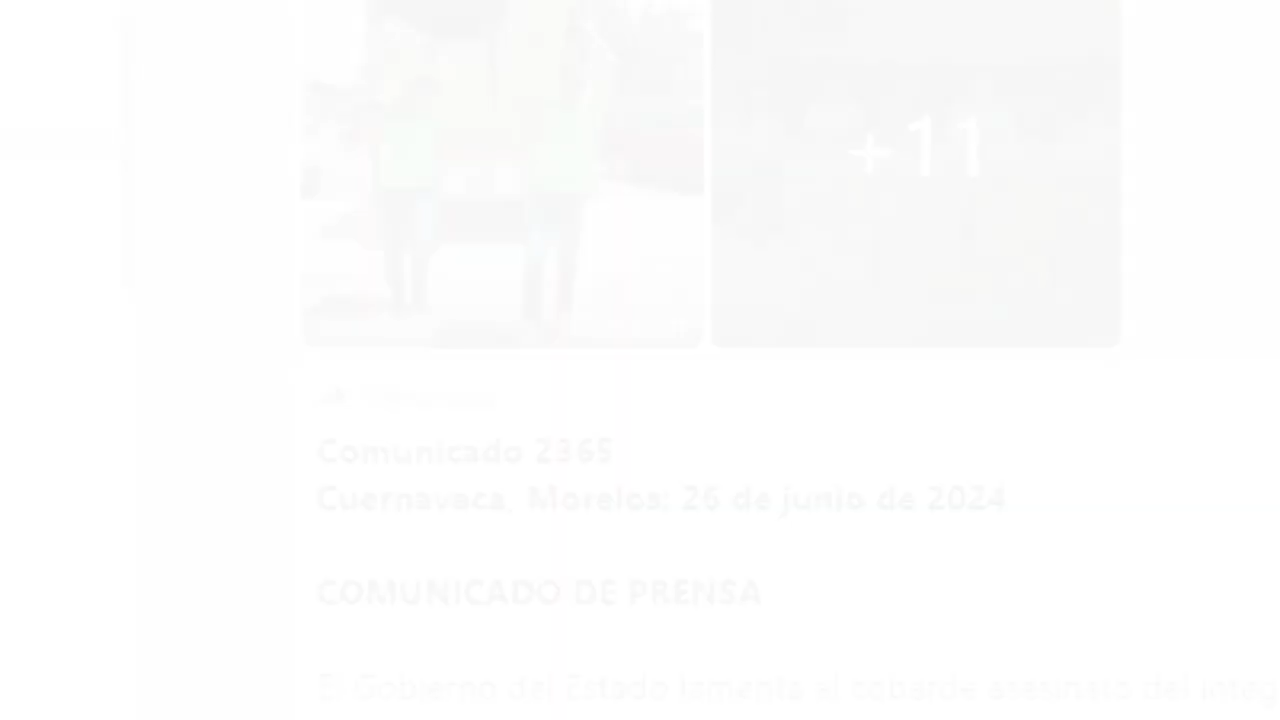 +11
Comunicado 2365
Cuernavaca, Morelos; 26 de junio de 2024
COMUNICADO DE PRENSA
El Gobierno del Estado lamenta el cobarde asesinato del integ